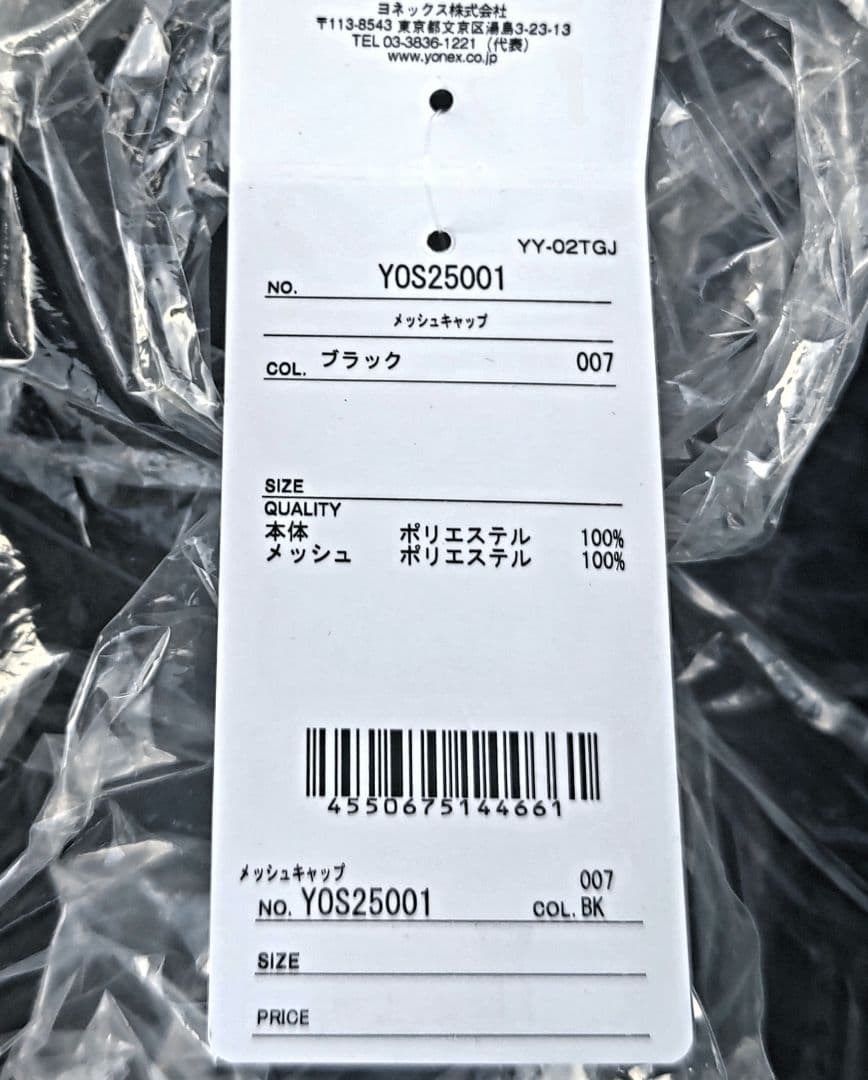 ヨネックス株式会社
〒113-8543 東京都文京区湯島3-23-13
TEL 03-3836-1221 (代表)
www.yonex.co.jp
YY-02TGJ
NO. YOS25001
メッシュキャップ
COL. ブラック 007
SIZE
QUALITY
本体 ポリエステル 100%
メッシュ ポリエステル 100%
4550675144661
メッシュキャップ 007
NO. YOS25001 COL. BK
SIZE
PRICE